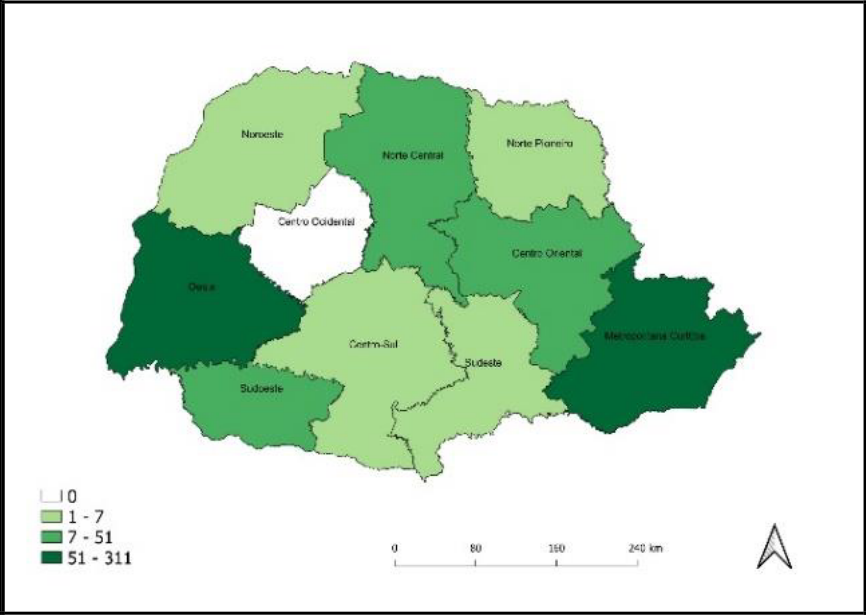 Noroeste
Norte Central
Norte Pioneiro
Centro Ocidental
Centro Oriental
Oeste
Metropolitana Curitiba
Centro-Sul
Sudeste
Sudoeste
0
1 - 7
7 - 51
51 - 311
0 80 160 240 km